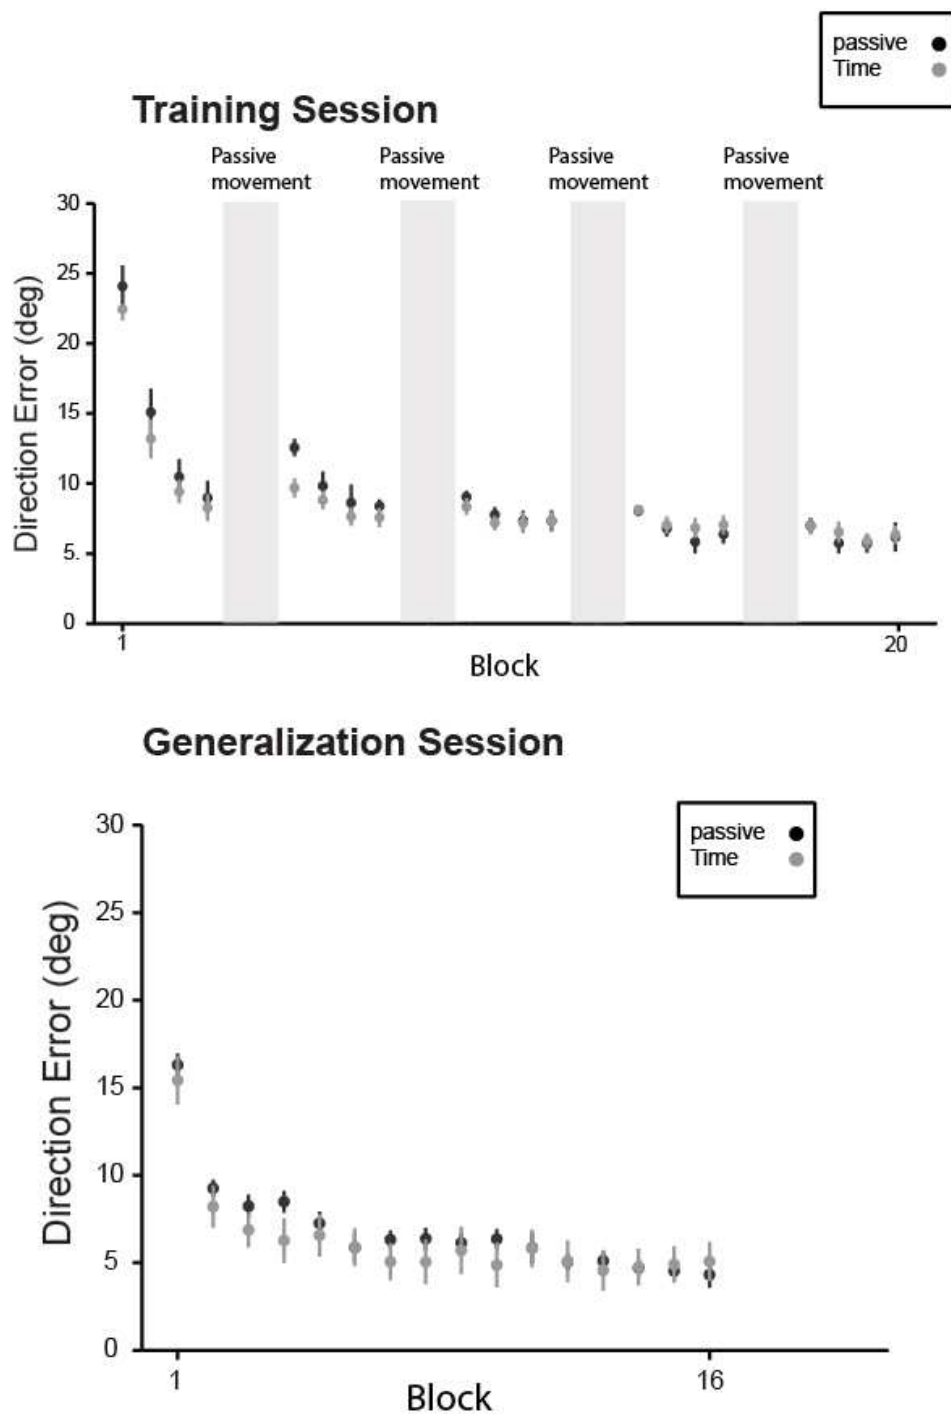 passive
Time
Training Session
Passive Passive Passive Passive
movement movement movement movement
30
25
20
15
10
5.
0
Direction Error (deg)
1 20
Block
Generalization Session
passive
Time
30
25
20
15
10
5
0
Direction Error (deg)
1 16
Block